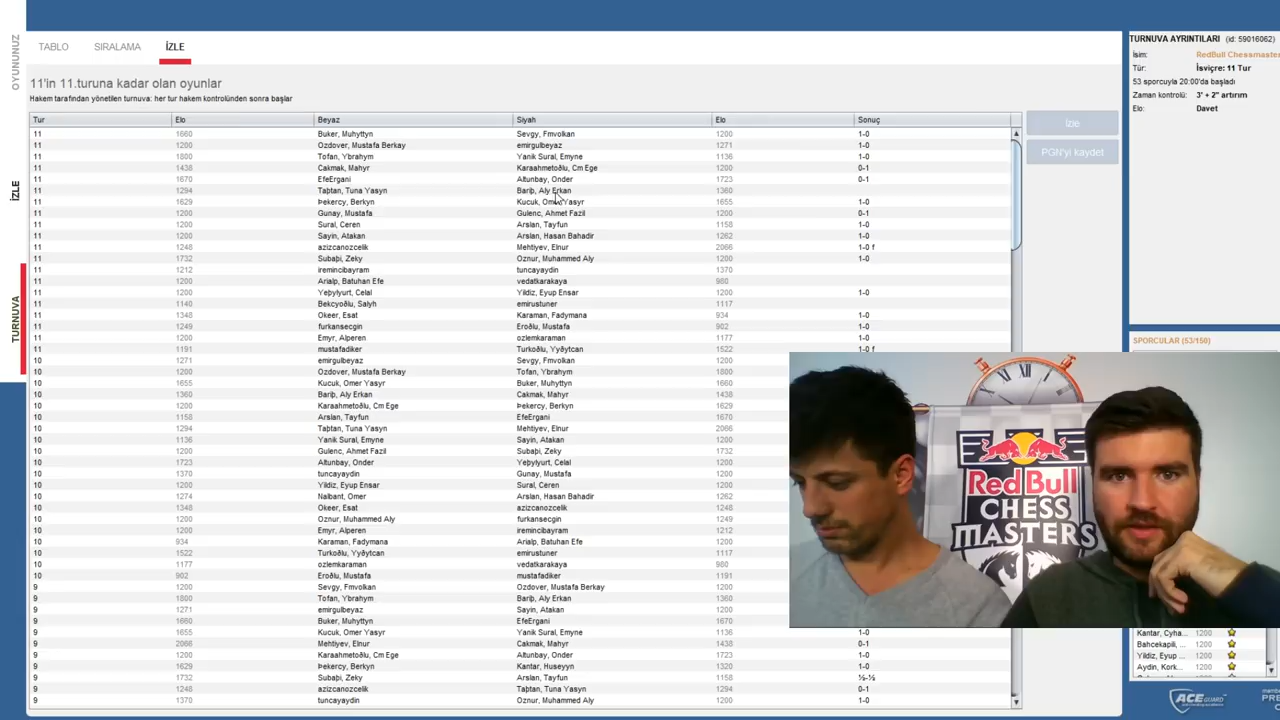 OYUNUNUZ
İZLE
TURNUVA
TABLO SIRALAMA İZLE
11'in 11.turuna kadar olan oyunlar
Hakem tarafından yönetilen turnuva: her tur hakem kontrolünden sonra başlar
Tur Elo Beyaz Siyah Elo Sonuç
11 1660 Buker, Muhyttyn Sevgy, Fmvolkan 1200 1-0
11 1200 Ozdover, Mustafa Berkay emirgulbeyaz 1271 1-0
11 1800 Tofan, Ybrahym Yanik Sural, Emyne 1136 1-0
11 1438 Cakmak, Mahyr Karaahmetoðlu, Cm Ege 1200 0-1
11 1670 EfeErgani Altunbay, Onder 1723 0-1
11 1294 Taþtan, Tuna Yasyn Bariþ, Aly Erkan 1360
11 1629 Þekercy, Berkyn Kucuk, Omer Yasyr 1655 1-0
11 1200 Gunay, Mustafa Gulenc, Ahmet Fazil 1200 0-1
11 1200 Sural, Ceren Arslan, Tayfun 1158 1-0
11 1200 Sayin, Atakan Arslan, Hasan Bahadir 1262 1-0
11 1248 azizcanozcelik Mehtiyev, Elnur 2066 1-0 f
11 1732 Subaþi, Zeky Oznur, Muhammed Aly 1200 1-0
11 1212 iremincibayram tuncayaydin 1370
11 1200 Arialp, Batuhan Efe vedatkarakaya 980
11 1200 Yeþylyurt, Celal Yildiz, Eyup Ensar 1200 1-0
11 1140 Bekcyoðlu, Salyh emirustuner 1117
11 1348 Okeer, Esat Karaman, Fadymana 934 1-0
11 1249 furkansecgin Eroðlu, Mustafa 902 1-0
11 1200 Emyr, Alperen ozlemkaraman 1177 1-0
11 1191 mustafadiker Turkoðlu, Yyðytcan 1522 1-0 f
10 1271 emirgulbeyaz Sevgy, Fmvolkan 1200
10 1200 Ozdover, Mustafa Berkay Tofan, Ybrahym 1800
10 1655 Kucuk, Omer Yasyr Buker, Muhyttyn 1660
10 1360 Bariþ, Aly Erkan Cakmak, Mahyr 1438
10 1200 Karaahmetoðlu, Cm Ege Þekercy, Berkyn 1629
10 1158 Arslan, Tayfun EfeErgani 1670
10 1294 Taþtan, Tuna Yasyn Mehtiyev, Elnur 2066
10 1136 Yanik Sural, Emyne Sayin, Atakan 1200
10 1200 Gulenc, Ahmet Fazil Subaþi, Zeky 1732
10 1723 Altunbay, Onder Yeþylyurt, Celal 1200
10 1370 tuncayaydin Gunay, Mustafa 1200
10 1200 Yildiz, Eyup Ensar Sural, Ceren 1200
10 1274 Nalbant, Omer Arslan, Hasan Bahadir 1262
10 1348 Okeer, Esat azizcanozcelik 1248
10 1200 Oznur, Muhammed Aly furkansecgin 1249
10 1200 Emyr, Alperen iremincibayram 1212
10 934 Karaman, Fadymana Arialp, Batuhan Efe 1200
10 1522 Turkoðlu, Yyðytcan emirustuner 1117
10 1177 ozlemkaraman vedatkarakaya 980
10 902 Eroðlu, Mustafa mustafadiker 1191
9 1200 Sevgy, Fmvolkan Ozdover, Mustafa Berkay 1200
9 1800 Tofan, Ybrahym Bariþ, Aly Erkan 1360
9 1271 emirgulbeyaz Sayin, Atakan 1200
9 1660 Buker, Muhyttyn EfeErgani 1670
9 1655 Kucuk, Omer Yasyr Yanik Sural, Emyne 1136 1-0
9 2066 Mehtiyev, Elnur Cakmak, Mahyr 1438 0-1
9 1200 Karaahmetoðlu, Cm Ege Altunbay, Onder 1723 1-0
9 1629 Þekercy, Berkyn Kantar, Huseyyn 1320 1-0
9 1732 Subaþi, Zeky Arslan, Tayfun 1158 ½-½
9 1248 azizcanozcelik Taþtan, Tuna Yasyn 1294 0-1
9 1370 tuncayaydin Oznur, Muhammed Aly 1200 1-0
İzle
PGN'yi kaydet
TURNUVA AYRINTILARI (id: 59016062)
İsim: RedBull Chessmaster
Tür: İsviçre: 11 Tur
53 sporcuyla 20:00'da başladı
Zaman kontrolü: 3' + 2" artırım
Elo: Davet
SPORCULAR (53/150)
Red Bull
CHESS
MASTERS
Kantar, Cyha... 1200
Bahcekapili, ... 1200
Yildiz, Eyup ... 1200
Aydin, Kork... 1200
ACEGUARD